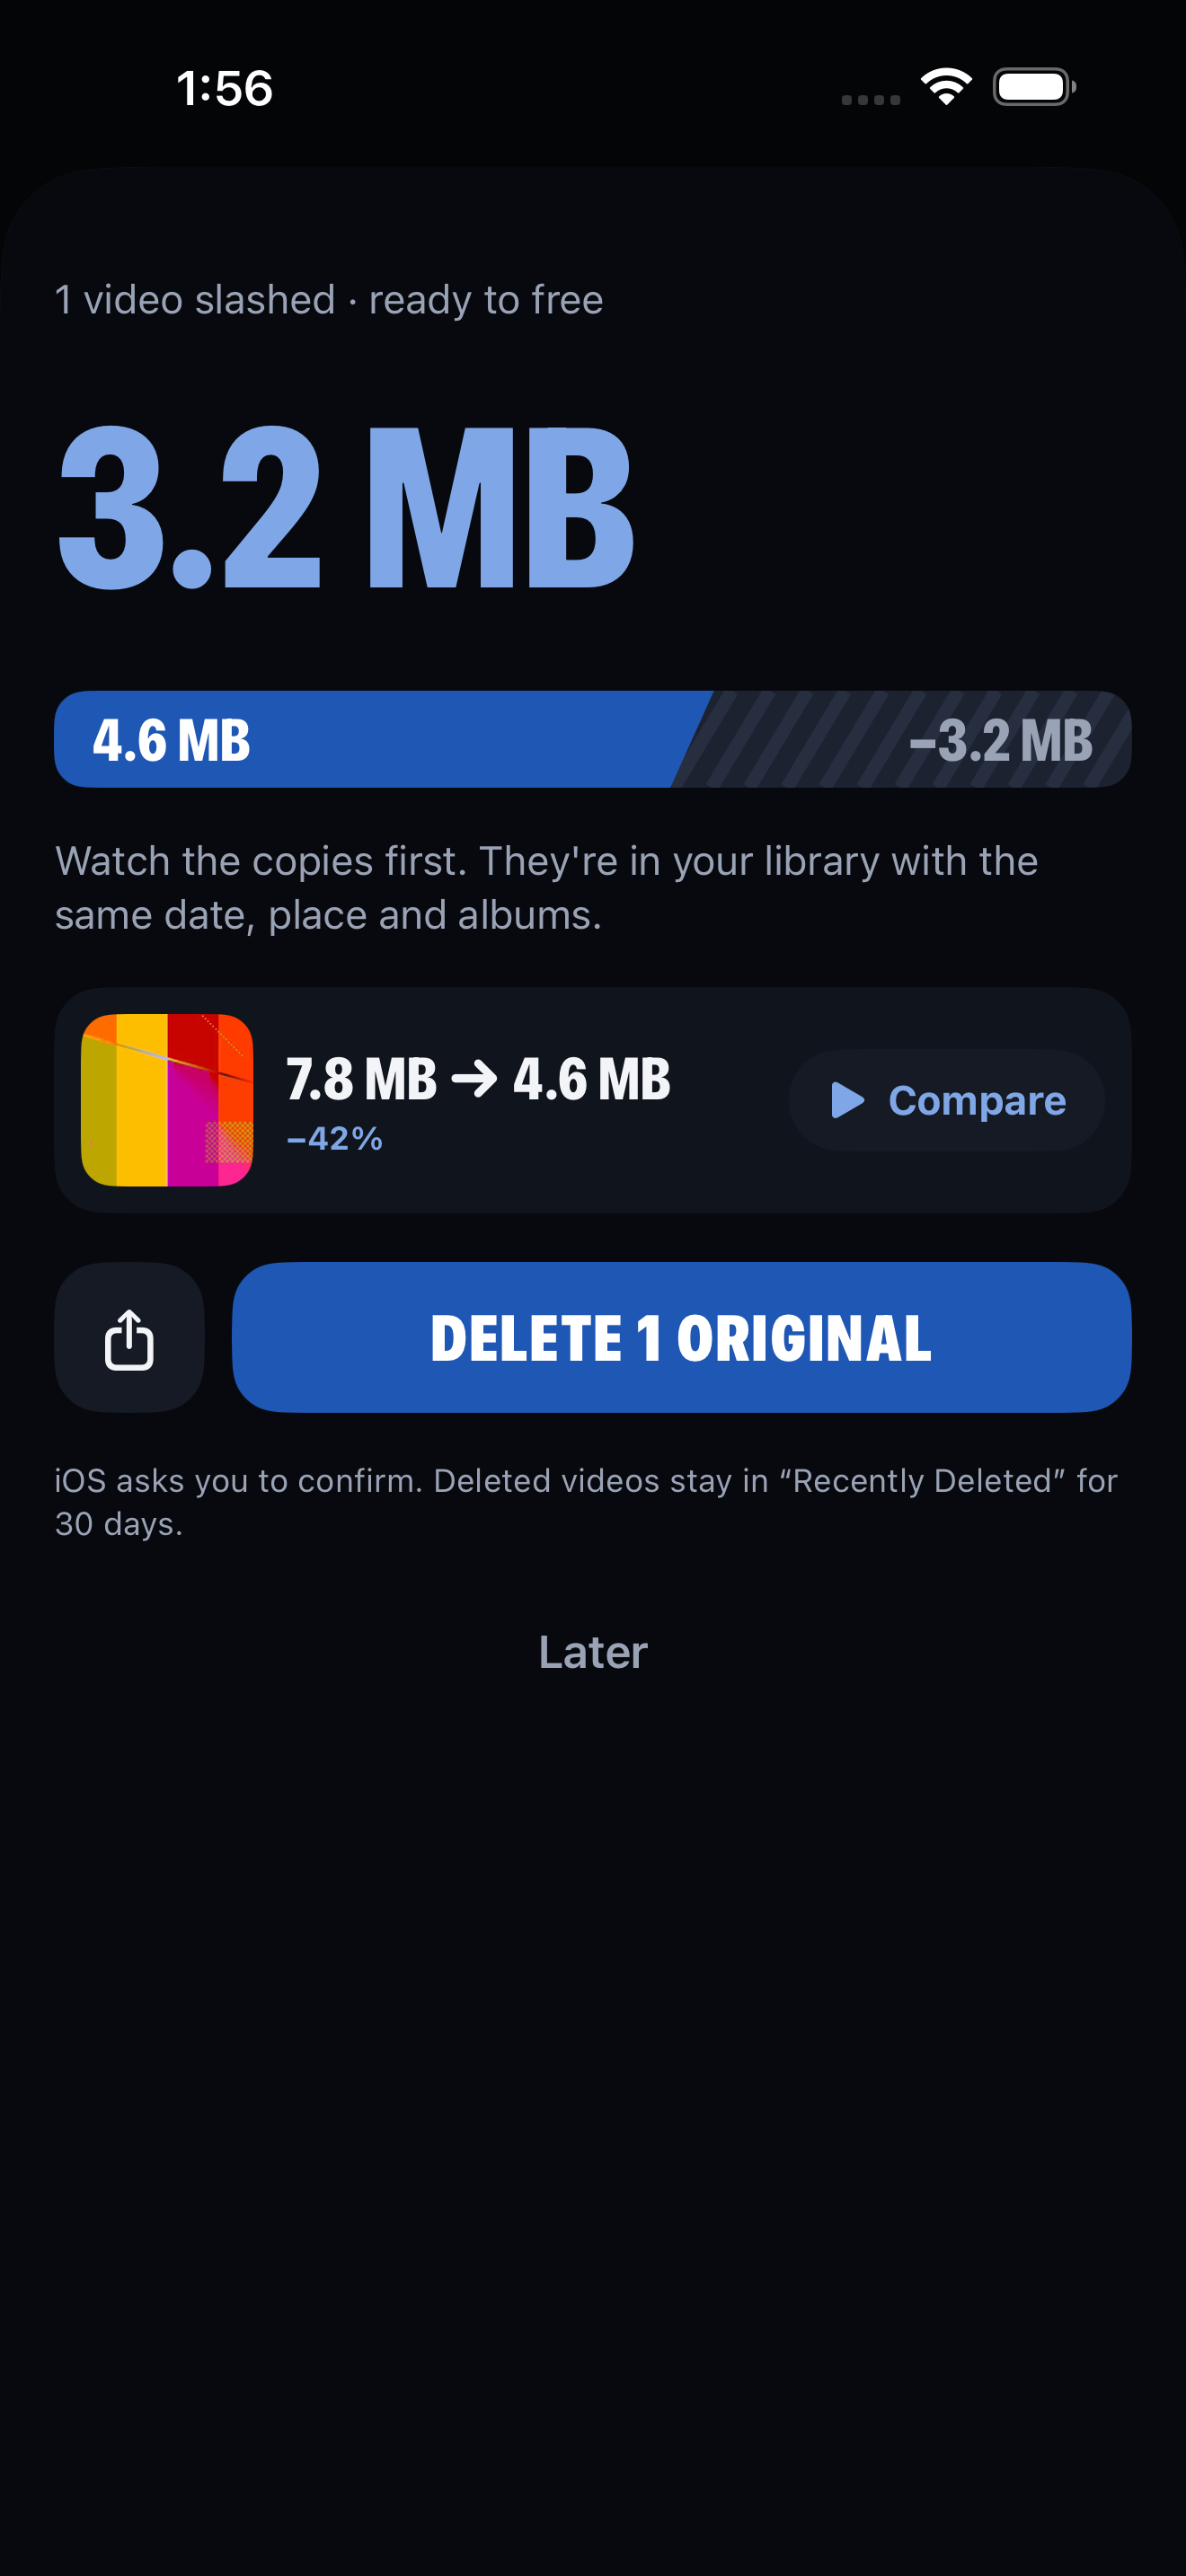 1:56
1 video slashed · ready to free
3.2 MB
4.6 MB
–3.2 MB
Watch the copies first. They're in your library with the
same date, place and albums.
7.8 MB → 4.6 MB
–42%
Compare
DELETE 1 ORIGINAL
iOS asks you to confirm. Deleted videos stay in “Recently Deleted” for
30 days.
Later